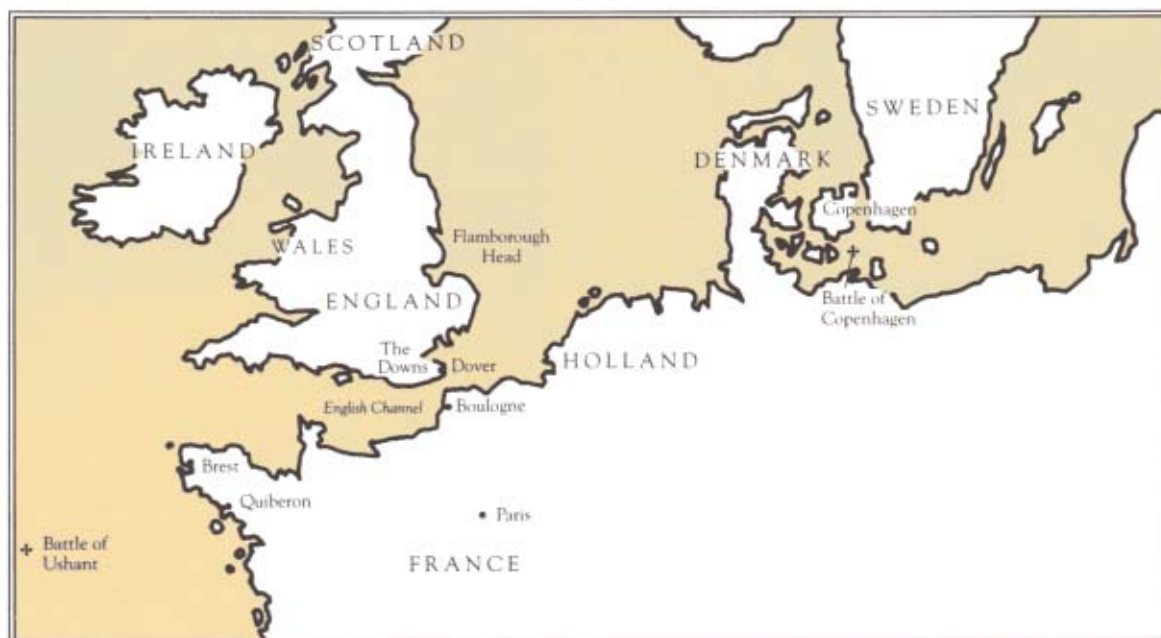 SCOTLAND
IRELAND
SWEDEN
DENMARK
Copenhagen
WALES
Flamborough
Head
ENGLAND
Battle of
Copenhagen
The
Downs
Dover
HOLLAND
English Channel
Boulogne
Brest
Quiberon
Paris
Battle of
Ushant
FRANCE